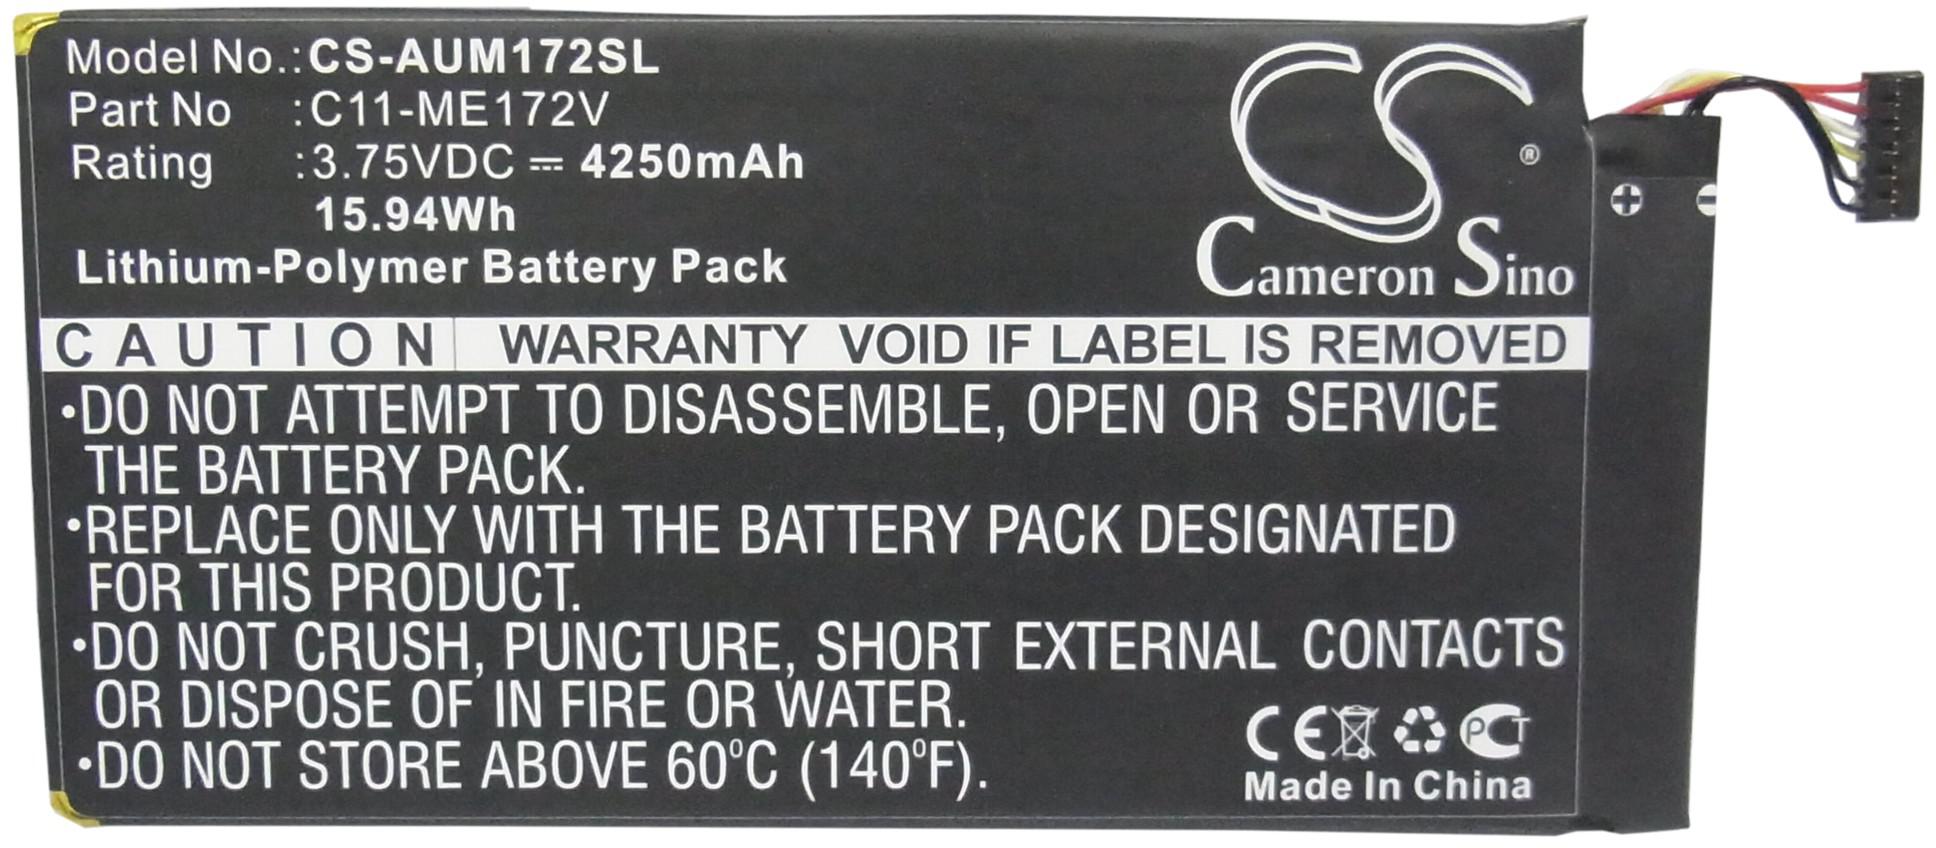 Model No.:CS-AUM172SL
Part No :C11-ME172V
Rating :3.75VDC ⎓ 4250mAh
15.94Wh
Lithium-Polymer Battery Pack
CS
®
Cameron Sino
CAUTION WARRANTY VOID IF LABEL IS REMOVED
•DO NOT ATTEMPT TO DISASSEMBLE, OPEN OR SERVICE
THE BATTERY PACK.
•REPLACE ONLY WITH THE BATTERY PACK DESIGNATED
FOR THIS PRODUCT.
•DO NOT CRUSH, PUNCTURE, SHORT EXTERNAL CONTACTS
OR DISPOSE OF IN FIRE OR WATER.
•DO NOT STORE ABOVE 60°C (140°F).
CE PCT
Made In China
+ -